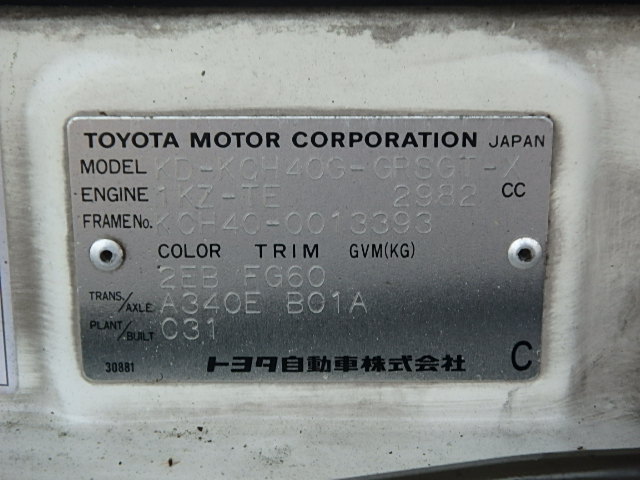 TOYOTA MOTOR CORPORATION JAPAN
MODEL KD-KCH40G-GRSGT-X
ENGINE 1KZ-TE 2982 CC
FRAME No. KCH40-0013393
COLOR TRIM GVM(KG)
2EB FG60
TRANS./AXLE A340E B01A
PLANT/BUILT C31
30881 トヨタ自動車株式会社 C